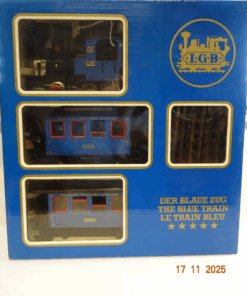 LGB
DER BLAUE ZUG
THE BLUE TRAIN
LE TRAIN BLEU
17 11 2025